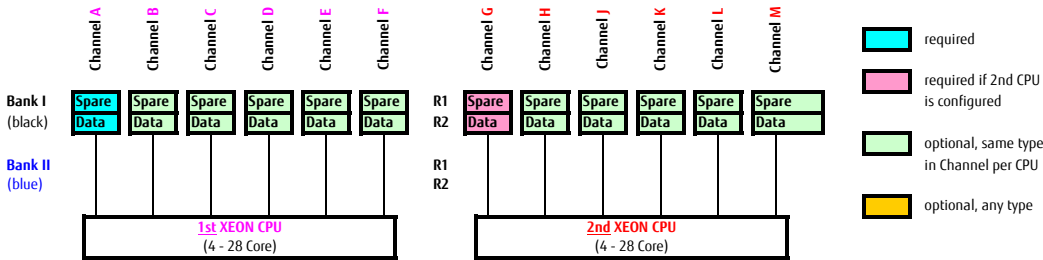 Channel A
Channel B
Channel C
Channel D
Channel E
Channel F
Channel G
Channel H
Channel J
Channel K
Channel L
Channel M
required
required if 2nd CPU
is configured
optional, same type
in Channel per CPU
optional, any type
Bank I
(black)
Spare Spare Spare Spare Spare Spare
Data Data Data Data Data Data
R1 Spare Spare Spare Spare Spare Spare
R2 Data Data Data Data Data Data
Bank II
(blue)
R1
R2
1st XEON CPU
(4 - 28 Core)
2nd XEON CPU
(4 - 28 Core)